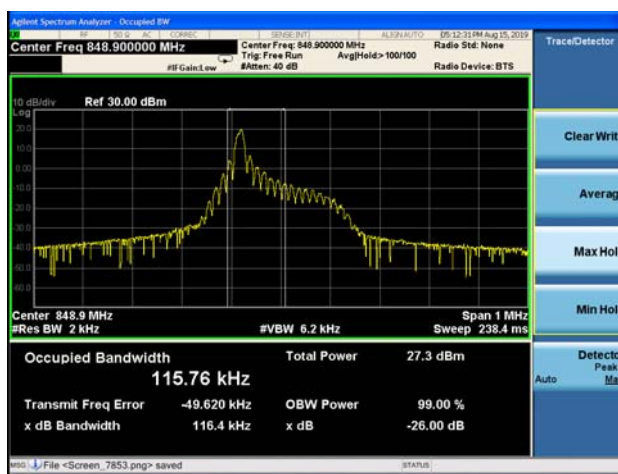 Agilent Spectrum Analyzer - Occupied BW
RF 50 Ω AC CORREC SENSE:INT ALIGN AUTO 05:12:31 PM Aug 15, 2019
Center Freq 848.900000 MHz
Center Freq: 848.900000 MHz Radio Std: None
Trig: Free Run Avg|Hold:>100/100
#IFGain:Low #Atten: 40 dB Radio Device: BTS
Trace/Detector
10 dB/div Ref 30.00 dBm
Log
20.0
10.0
0.00
-10.0
-20.0
-30.0
-40.0
-50.0
-60.0
Center 848.9 MHz Span 1 MHz
#Res BW 2 kHz #VBW 6.2 kHz Sweep 238.4 ms
Clear Writ
Averag
Max Hol
Min Hol
Detecto
Peak
Auto Ma
Occupied Bandwidth Total Power 27.3 dBm
115.76 kHz
Transmit Freq Error -49.620 kHz OBW Power 99.00 %
x dB Bandwidth 116.4 kHz x dB -26.00 dB
MSG File <Screen_7853.png> saved STATUS